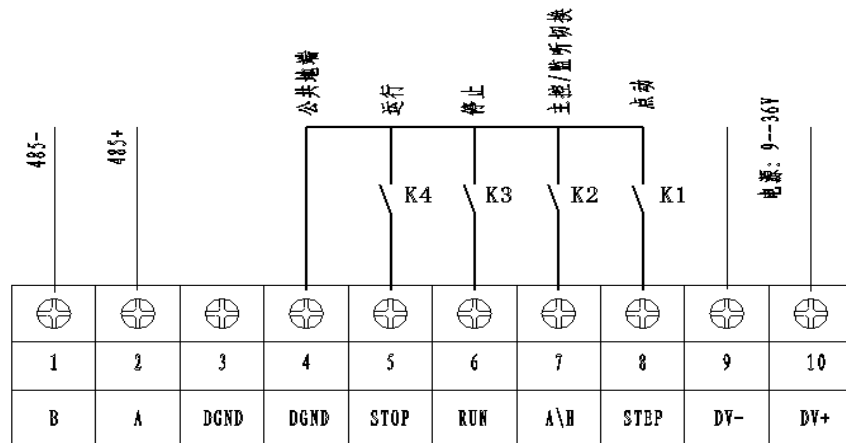 485-
485+
公共地端
运行
停止
主控/监听切换
点动
电源：9--36V
K4
K3
K2
K1
1 2 3 4 5 6 7 8 9 10
B A DGND DGND STOP RUN A\H STEP DV- DV+